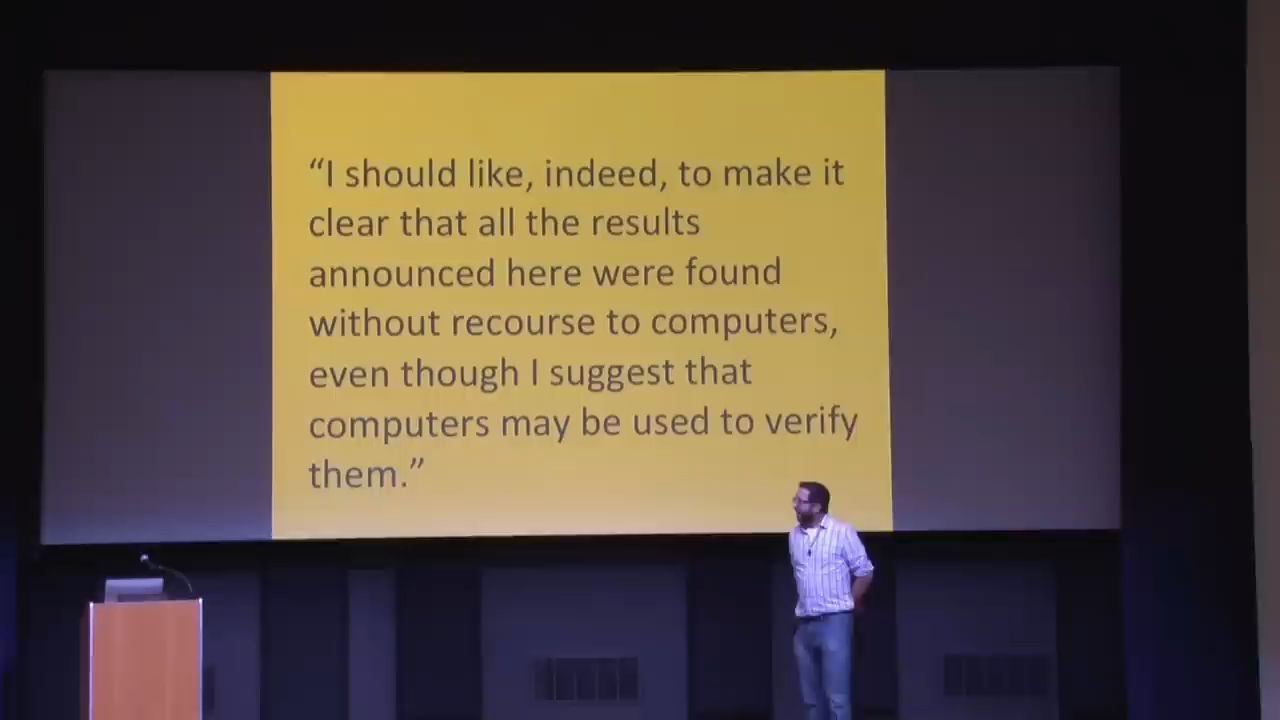 “I should like, indeed, to make it
clear that all the results
announced here were found
without recourse to computers,
even though I suggest that
computers may be used to verify
them.”